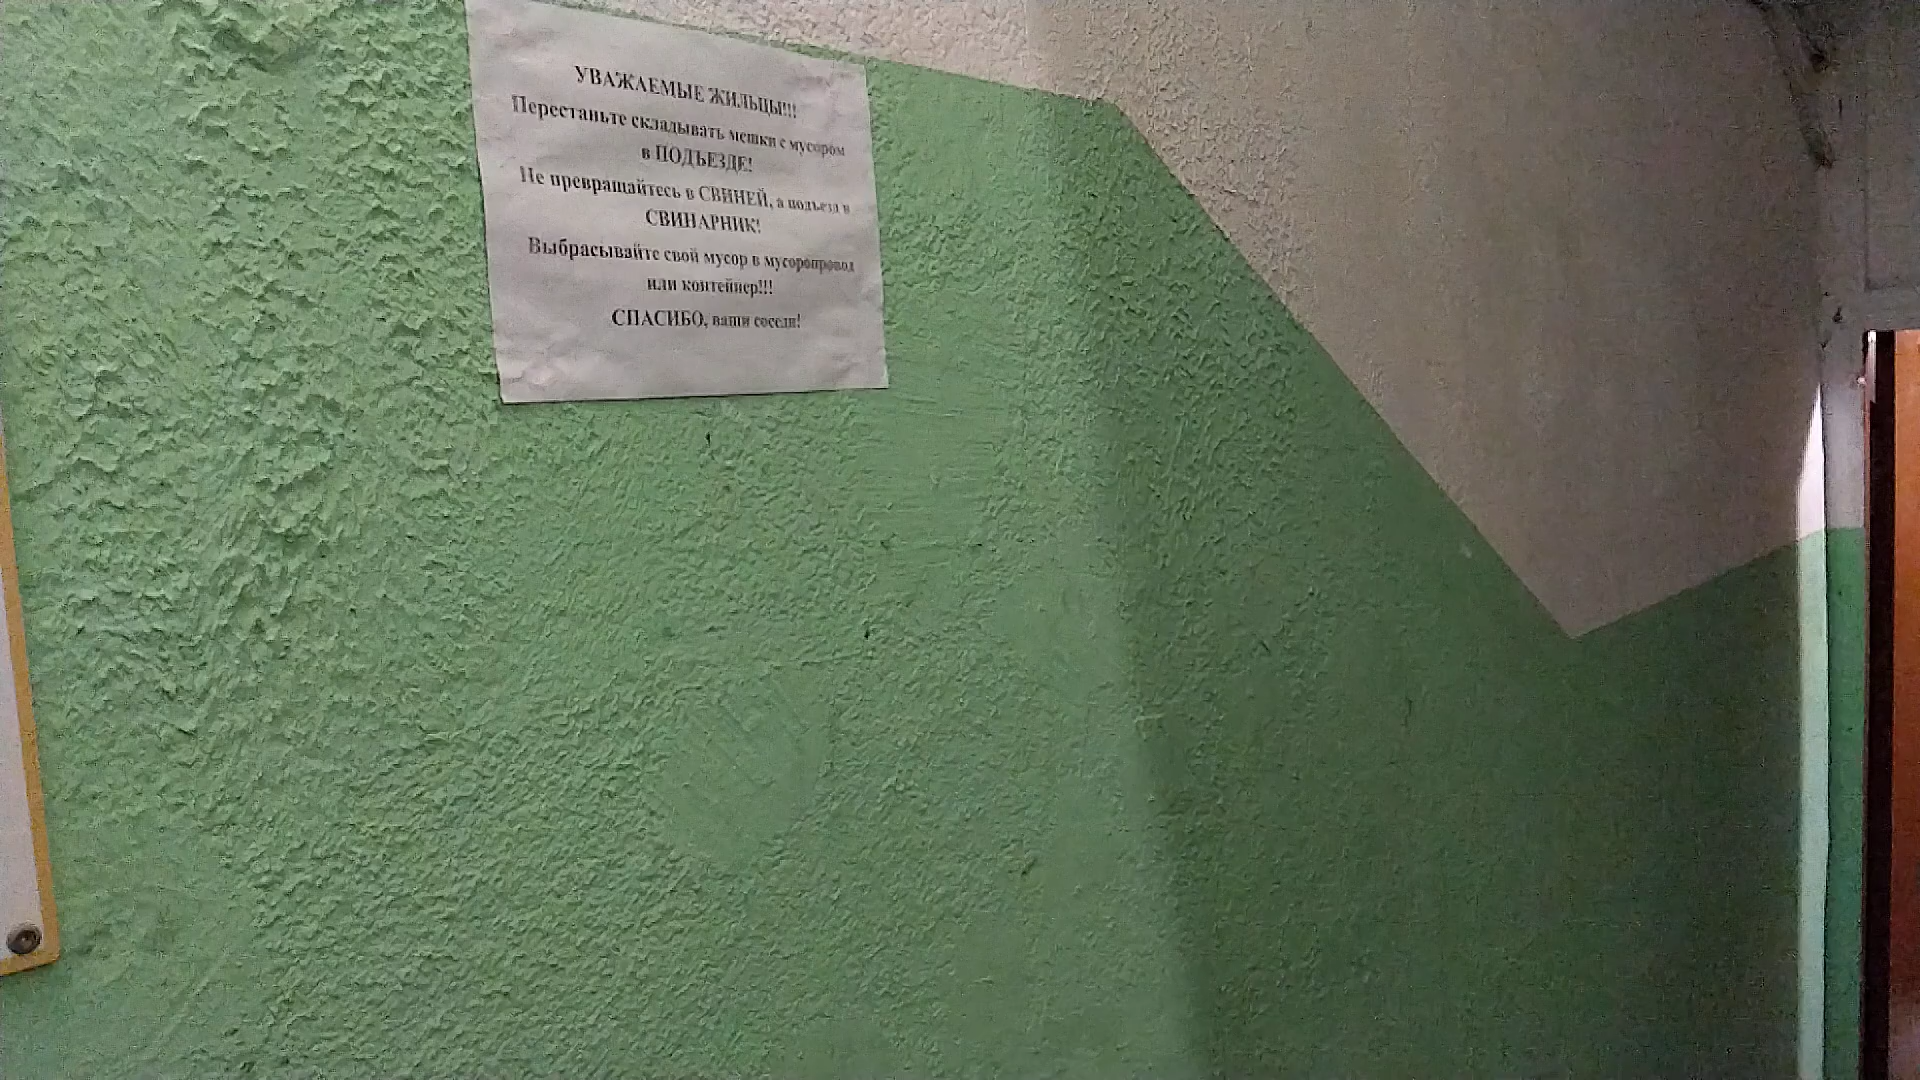 УВАЖАЕМЫЕ ЖИЛЬЦЫ!!!
Перестаньте складывать мешки с мусором
в ПОДЪЕЗДЕ!
Не превращайтесь в СВИНЕЙ, а подъезд в
СВИНАРНИК!
Выбрасывайте свой мусор в мусоропровод
или контейнер!!!
СПАСИБО, ваши соседи!